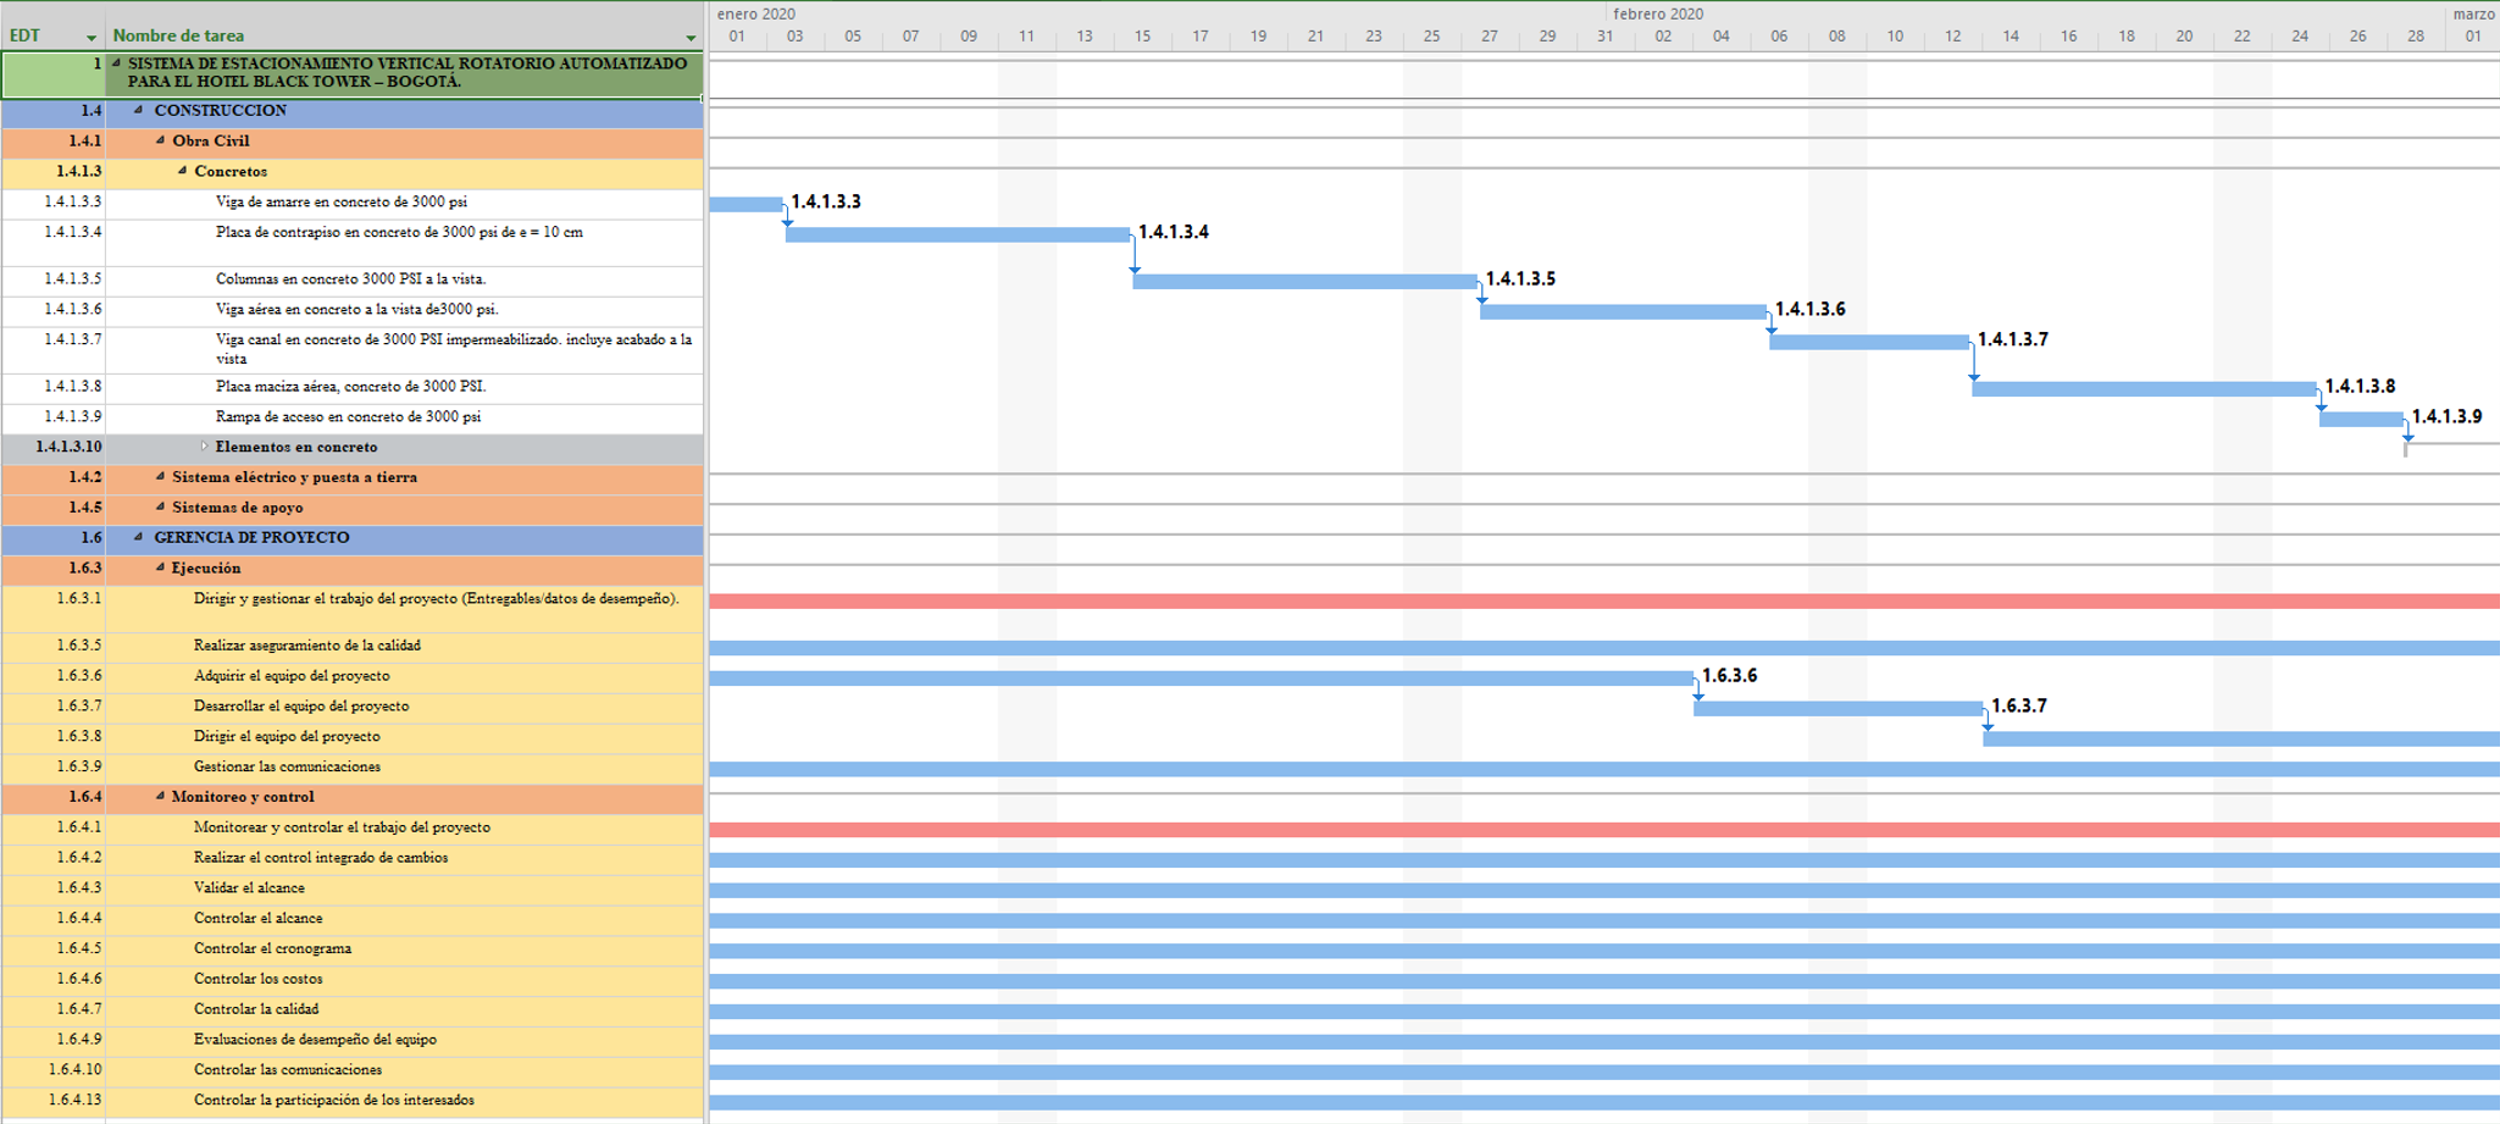 enero 2020 febrero 2020 marzo
EDT Nombre de tarea 01 03 05 07 09 11 13 15 17 19 21 23 25 27 29 31 02 04 06 08 10 12 14 16 18 20 22 24 26 28 01
1 SISTEMA DE ESTACIONAMIENTO VERTICAL ROTATORIO AUTOMATIZADO
PARA EL HOTEL BLACK TOWER – BOGOTÁ.
1.4 CONSTRUCCION
1.4.1 Obra Civil
1.4.1.3 Concretos
1.4.1.3.3 Viga de amarre en concreto de 3000 psi 1.4.1.3.3
1.4.1.3.4 Placa de contrapiso en concreto de 3000 psi de e = 10 cm 1.4.1.3.4
1.4.1.3.5 Columnas en concreto 3000 PSI a la vista. 1.4.1.3.5
1.4.1.3.6 Viga aérea en concreto a la vista de3000 psi. 1.4.1.3.6
1.4.1.3.7 Viga canal en concreto de 3000 PSI impermeabilizado. incluye acabado a la 1.4.1.3.7
vista
1.4.1.3.8 Placa maciza aérea, concreto de 3000 PSI. 1.4.1.3.8
1.4.1.3.9 Rampa de acceso en concreto de 3000 psi 1.4.1.3.9
1.4.1.3.10 Elementos en concreto
1.4.2 Sistema eléctrico y puesta a tierra
1.4.5 Sistemas de apoyo
1.6 GERENCIA DE PROYECTO
1.6.3 Ejecución
1.6.3.1 Dirigir y gestionar el trabajo del proyecto (Entregables/datos de desempeño).
1.6.3.5 Realizar aseguramiento de la calidad
1.6.3.6 Adquirir el equipo del proyecto 1.6.3.6
1.6.3.7 Desarrollar el equipo del proyecto 1.6.3.7
1.6.3.8 Dirigir el equipo del proyecto
1.6.3.9 Gestionar las comunicaciones
1.6.4 Monitoreo y control
1.6.4.1 Monitorear y controlar el trabajo del proyecto
1.6.4.2 Realizar el control integrado de cambios
1.6.4.3 Validar el alcance
1.6.4.4 Controlar el alcance
1.6.4.5 Controlar el cronograma
1.6.4.6 Controlar los costos
1.6.4.7 Controlar la calidad
1.6.4.9 Evaluaciones de desempeño del equipo
1.6.4.10 Controlar las comunicaciones
1.6.4.13 Controlar la participación de los interesados